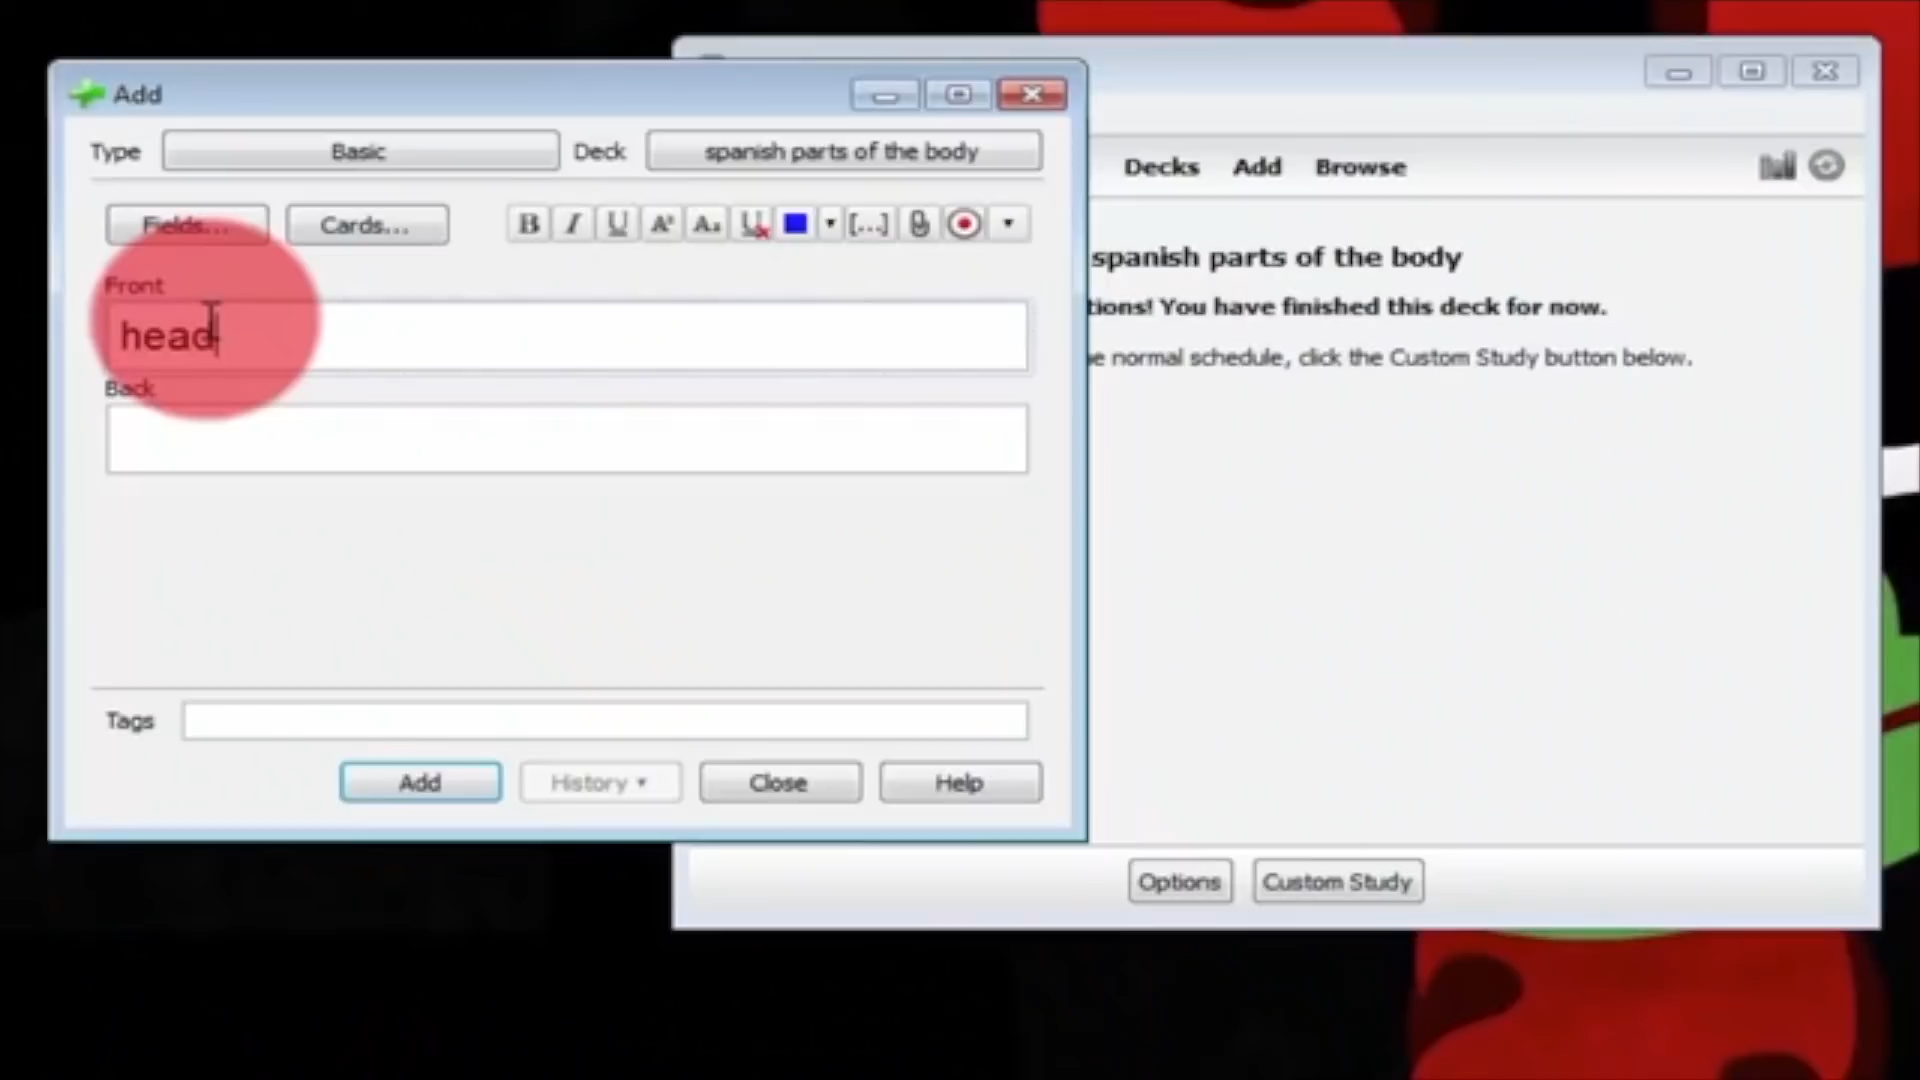 Add
Type Basic Deck spanish parts of the body
Fields... Cards... B I U [...]
Front
head
Back
Tags
Add History Close Help
Decks Add Browse
spanish parts of the body
tions! You have finished this deck for now.
e normal schedule, click the Custom Study button below.
Options Custom Study